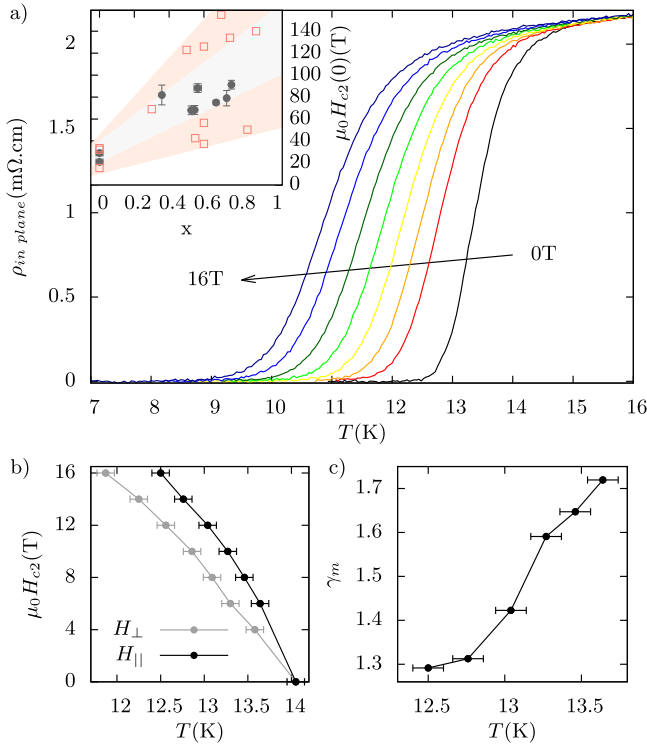 a)
ρin plane(mΩ.cm)
2
1.5
1
0.5
0
7 8 9 10 11 12 13 14 15 16
T(K)
16T
0T
140
120
100
80
60
40
20
0
μ0Hc2(0)(T)
0 0.2 0.4 0.6 0.8 1
x
b)
μ0Hc2(T)
16
12
8
4
0
H⊥
H||
12 12.5 13 13.5 14
T(K)
c)
γm
1.7
1.6
1.5
1.4
1.3
12.5 13 13.5
T(K)